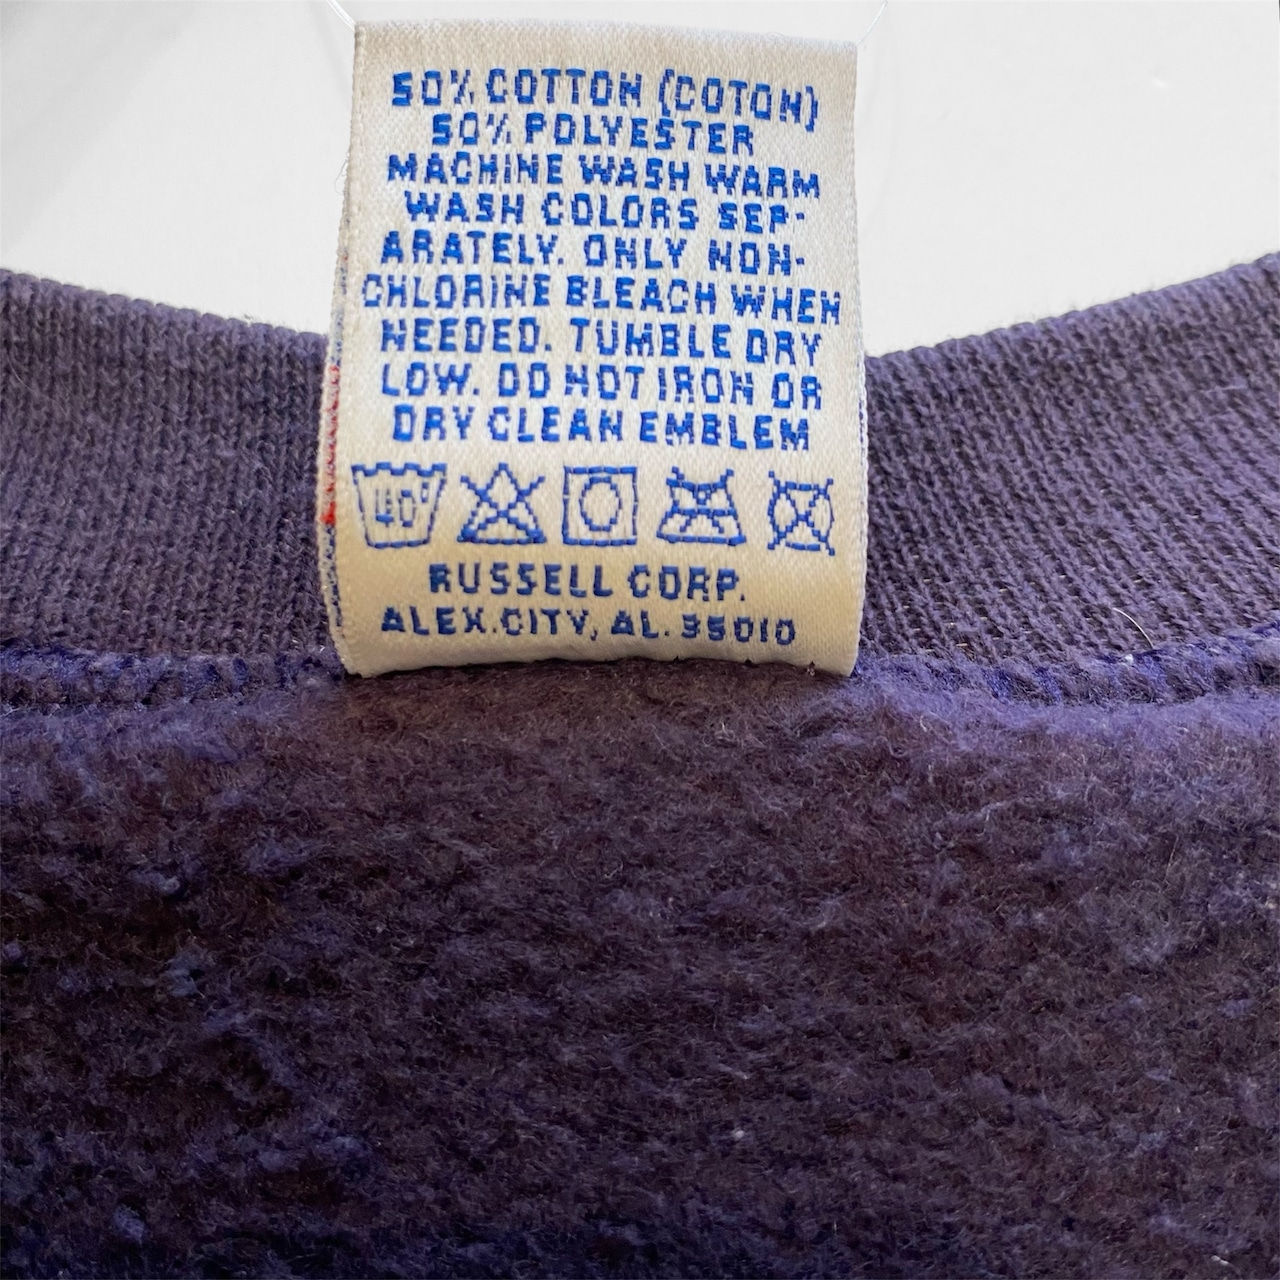 50% COTTON (COTON)
50% POLYESTER
MACHINE WASH WARM
WASH COLORS SEP-
ARATELY. ONLY NON-
CHLORINE BLEACH WHEN
NEEDED. TUMBLE DRY
LOW. DO NOT IRON OR
DRY CLEAN EMBLEM
40°
RUSSELL CORP.
ALEX.CITY, AL. 35010